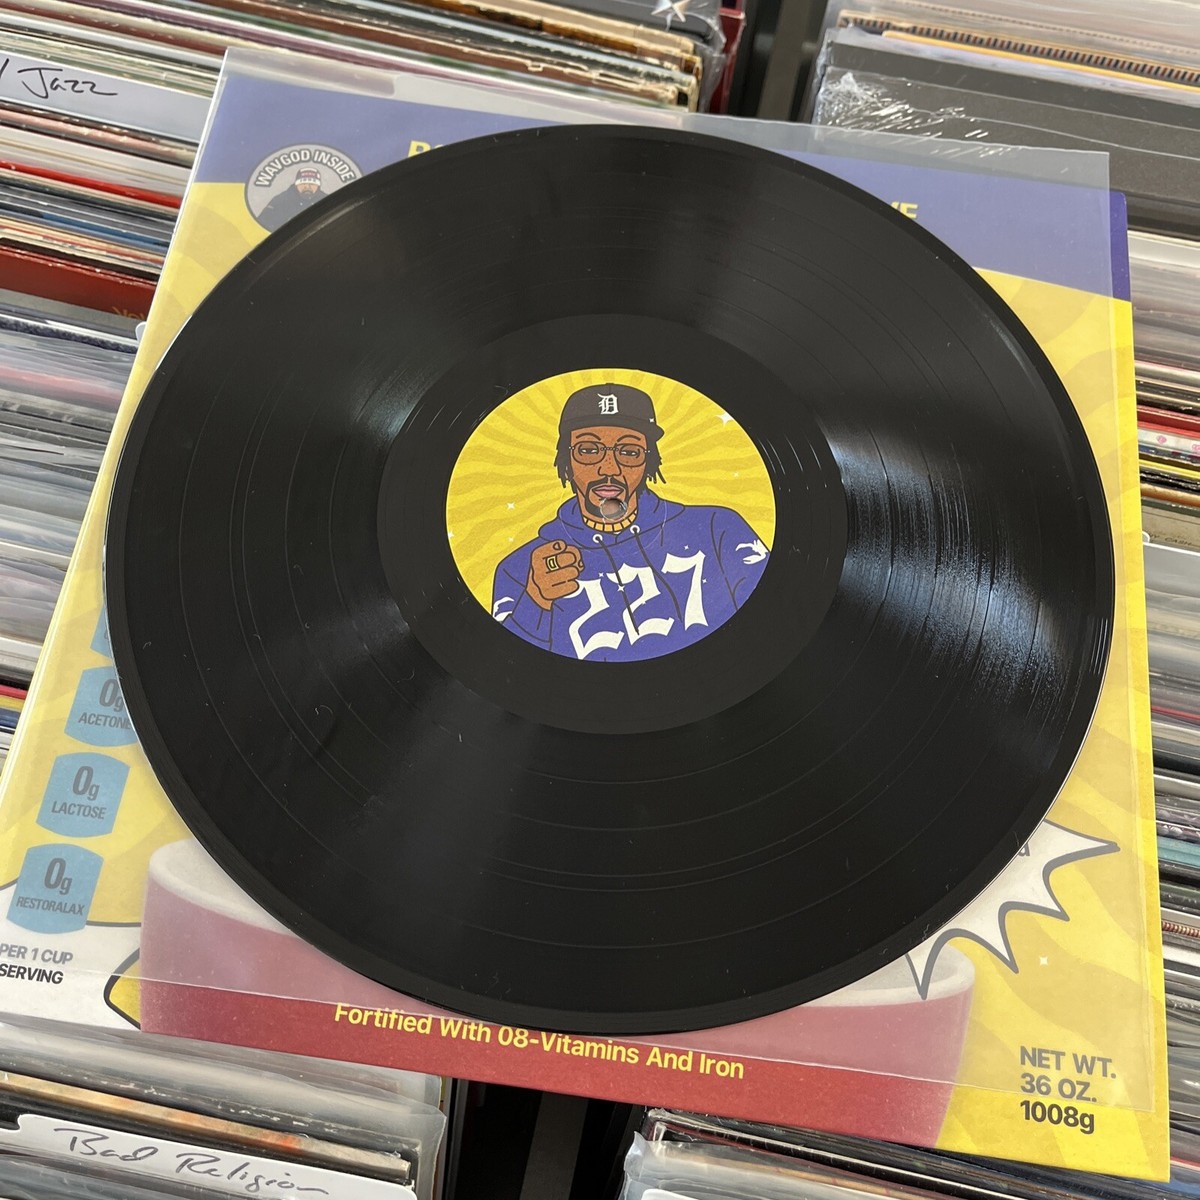 Jazz
WAVGOD INSIDE
D
227
0g
ACETONE
0g
LACTOSE
0g
RESTORALAX
PER 1 CUP
SERVING
Fortified With 08-Vitamins And Iron
NET WT.
36 OZ.
1008g
Bad Religion